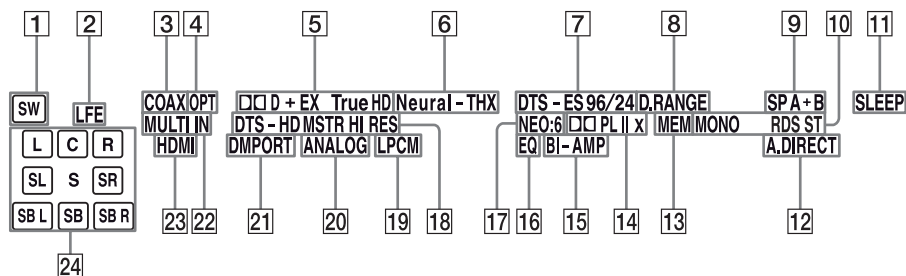 1 2 3 4 5 6 7 8 9 10 11
SW LFE COAX OPT D + EX True HD Neural - THX DTS - ES 96/24 D.RANGE SP A + B SLEEP
MULTI IN DTS - HD MSTR HI RES NEO:6 PL II x MEM MONO RDS ST
L C R HDMI DMPORT ANALOG LPCM EQ BI - AMP A.DIRECT
SL S SR
SB L SB SB R
23 22 21 20 19 18 17 16 15 14 13 12
24